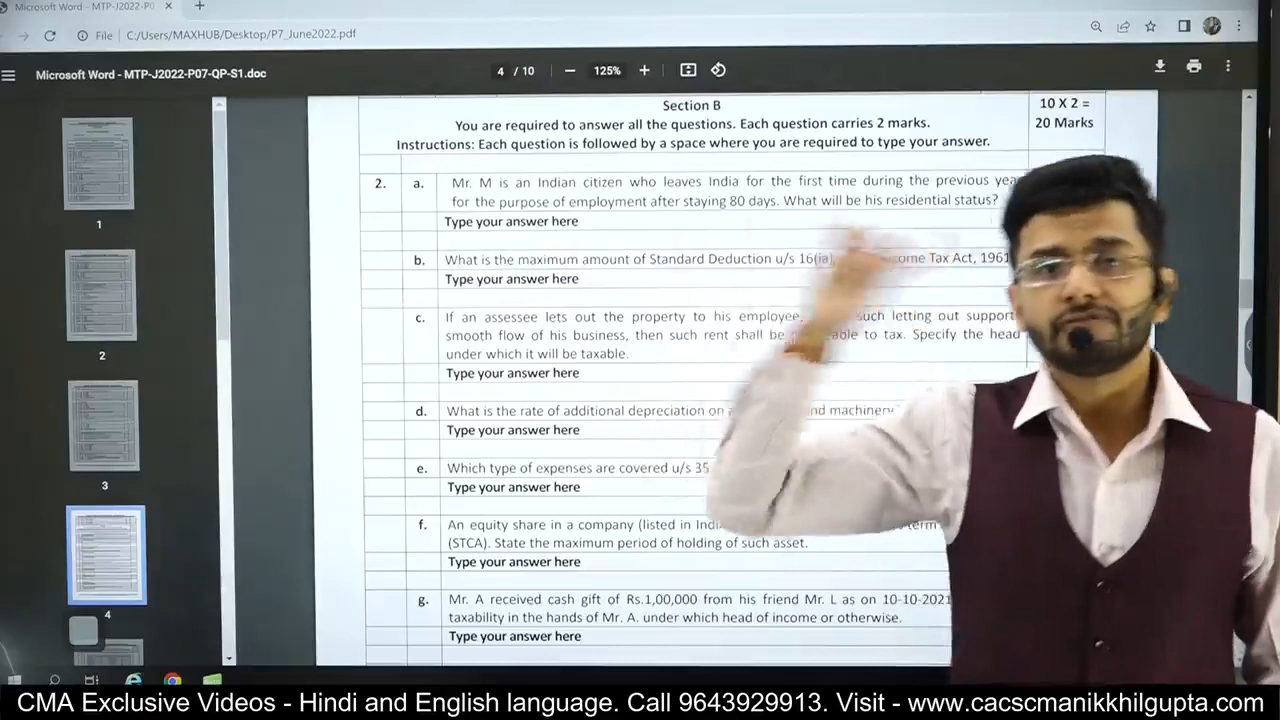 Microsoft Word - MTP-J2022-P0
File C:/Users/MAXHUB/Desktop/P7_June2022.pdf
Microsoft Word - MTP-J2022-P07-QP-S1.doc
4 / 10
125%
Section B
10 X 2 =
20 Marks
You are required to answer all the questions. Each question carries 2 marks.
Instructions: Each question is followed by a space where you are required to type your answer.
2. a. Mr. M is an Indian citizen who leaves India for the first time during the previous year
for the purpose of employment after staying 80 days. What will be his residential status?
Type your answer here
b. What is the maximum amount of Standard Deduction u/s 16(ia) Income Tax Act, 1961
Type your answer here
c. If an assessee lets out the property to his employee, such letting out support
smooth flow of his business, then such rent shall be to tax. Specify the head
under which it will be taxable.
Type your answer here
d. What is the rate of additional depreciation on and machinery
Type your answer here
e. Which type of expenses are covered u/s 35
Type your answer here
f. An equity share in a company (listed in term
(STCA). State the maximum period of holding of such asset.
Type your answer here
g. Mr. A received cash gift of Rs.1,00,000 from his friend Mr. L as on 10-10-2021
taxability in the hands of Mr. A. under which head of income or otherwise.
Type your answer here
1
2
3
4
CMA Exclusive Videos - Hindi and English language. Call 9643929913. Visit - www.cacscmanikkhilgupta.com